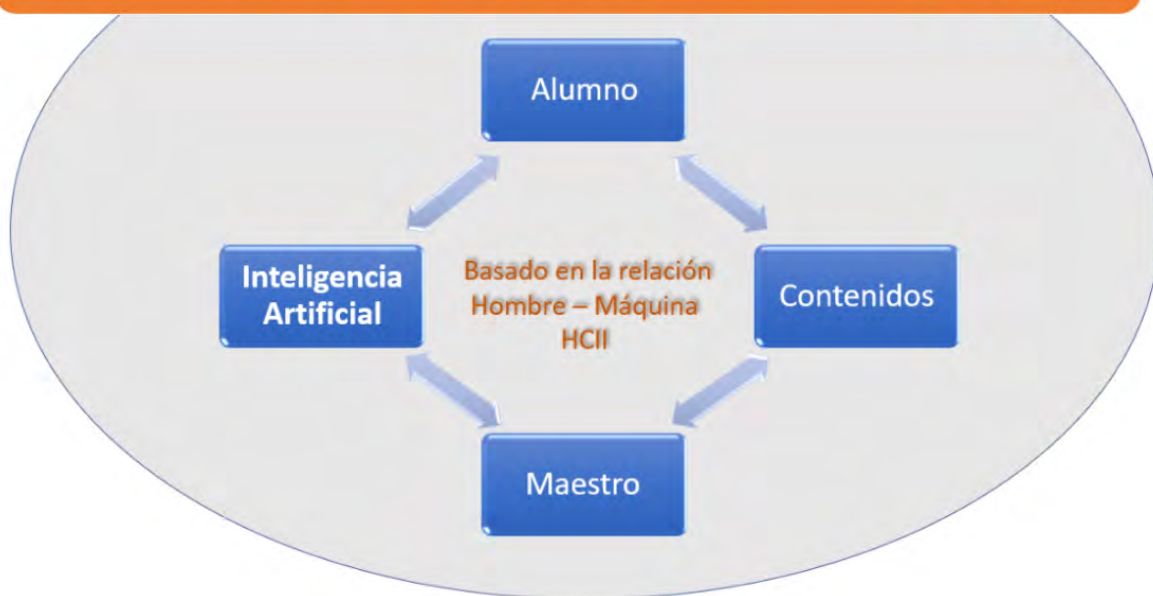 Alumno
Inteligencia
Artificial
Basado en la relación
Hombre – Máquina
HCII
Contenidos
Maestro